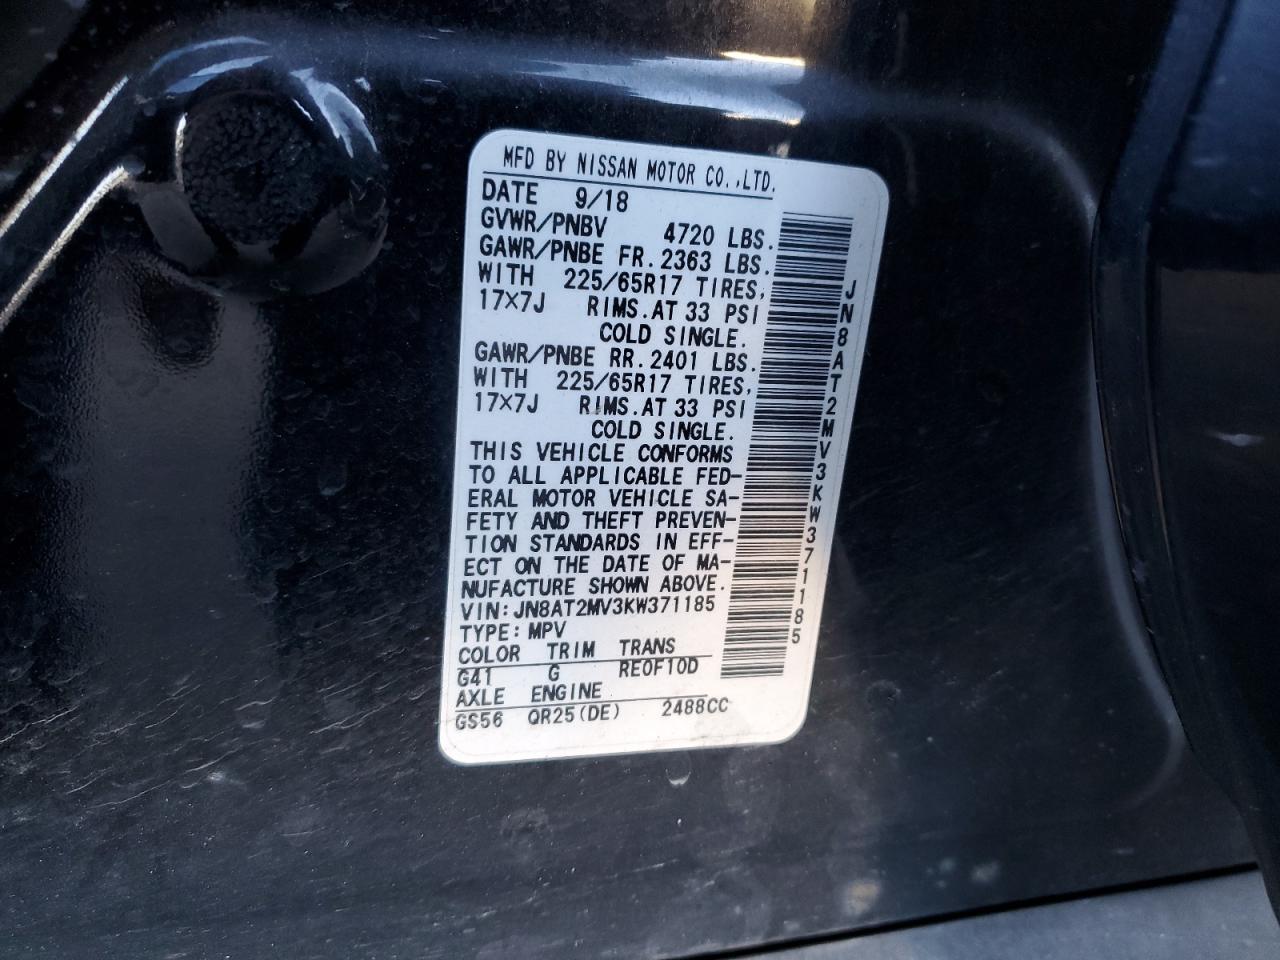 MFD BY NISSAN MOTOR CO.,LTD.
DATE 9/18
GVWR/PNBV 4720 LBS.
GAWR/PNBE FR. 2363 LBS.
WITH 225/65R17 TIRES,
17×7J RIMS. AT 33 PSI
COLD SINGLE.
GAWR/PNBE RR. 2401 LBS.
WITH 225/65R17 TIRES,
17×7J RIMS. AT 33 PSI
COLD SINGLE.
THIS VEHICLE CONFORMS
TO ALL APPLICABLE FED-
ERAL MOTOR VEHICLE SA-
FETY AND THEFT PREVEN-
TION STANDARDS IN EFF-
ECT ON THE DATE OF MA-
NUFACTURE SHOWN ABOVE.
VIN: JN8AT2MV3KW371185
TYPE: MPV
COLOR TRIM TRANS
G41 G RE0F10D
AXLE ENGINE
GS56 QR25(DE) 2488CC
JN8AT2MV3KW371185